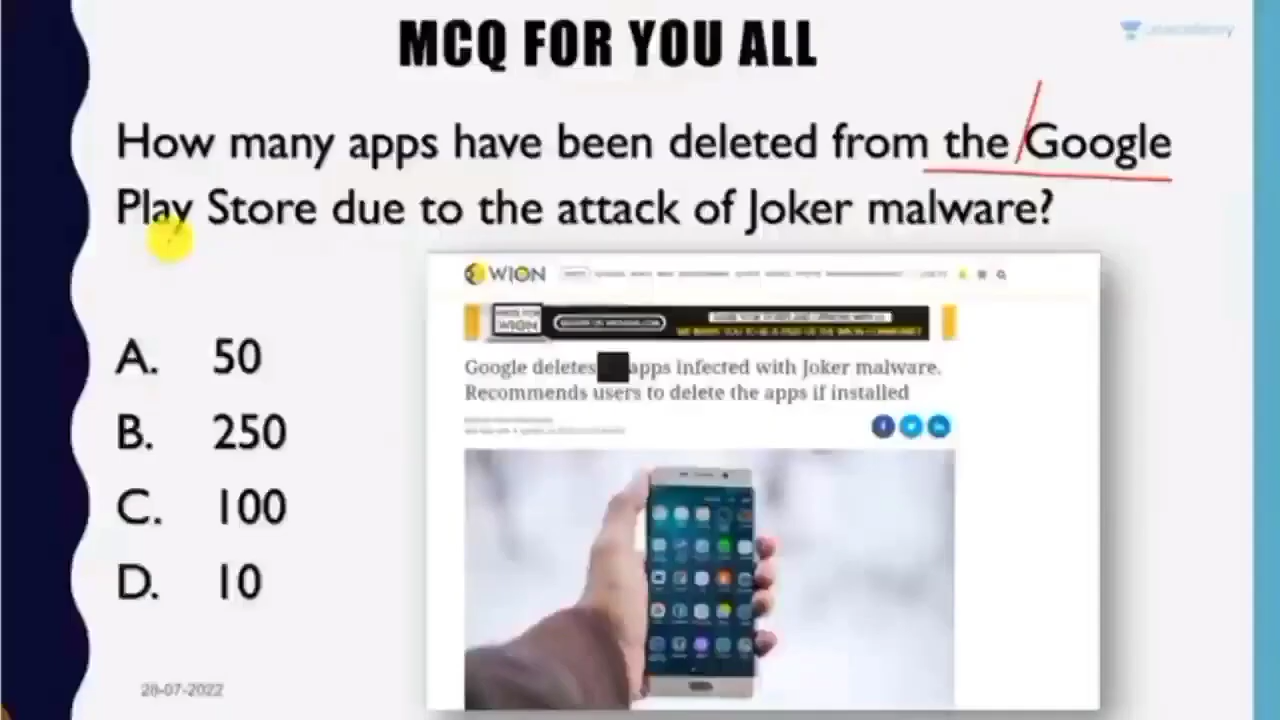 MCQ FOR YOU ALL
How many apps have been deleted from the Google
Play Store due to the attack of Joker malware?
A. 50
B. 250
C. 100
D. 10
WION
WION
Google deletes apps infected with Joker malware.
Recommends users to delete the apps if installed
28-07-2022